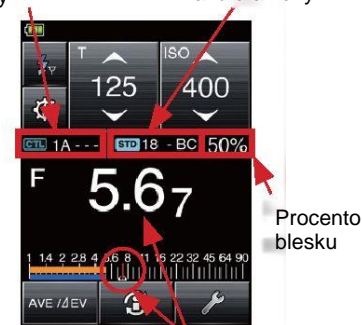 T
ISO
125
400
CTL 1A - - -
STD 18 - BC
50%
F
5.67
Procento
blesku
1 1.4 2 2.8 4 5.6 8 11 16 22 32 45 64 90
AVE /⊿EV